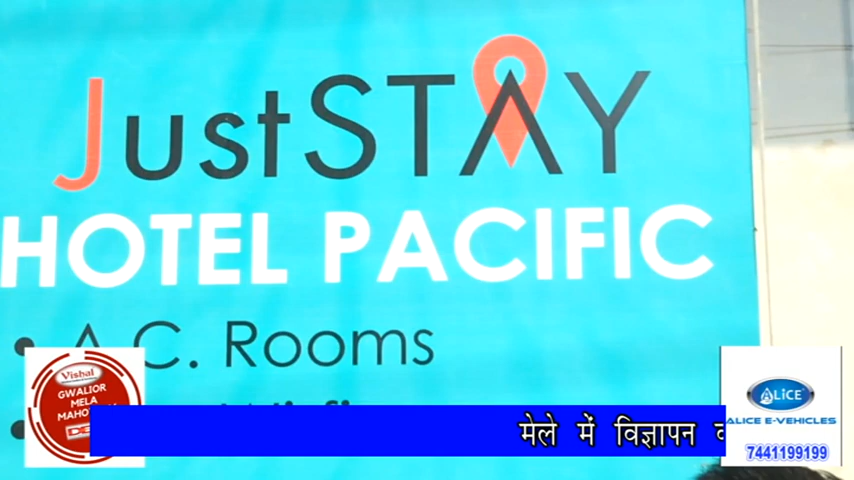 JustSTAY
HOTEL PACIFIC
• A.C. Rooms
Vishal
GWALIOR
MELA
मेले में विज्ञापन
ALICE
ALICE E-VEHICLES
7441199199